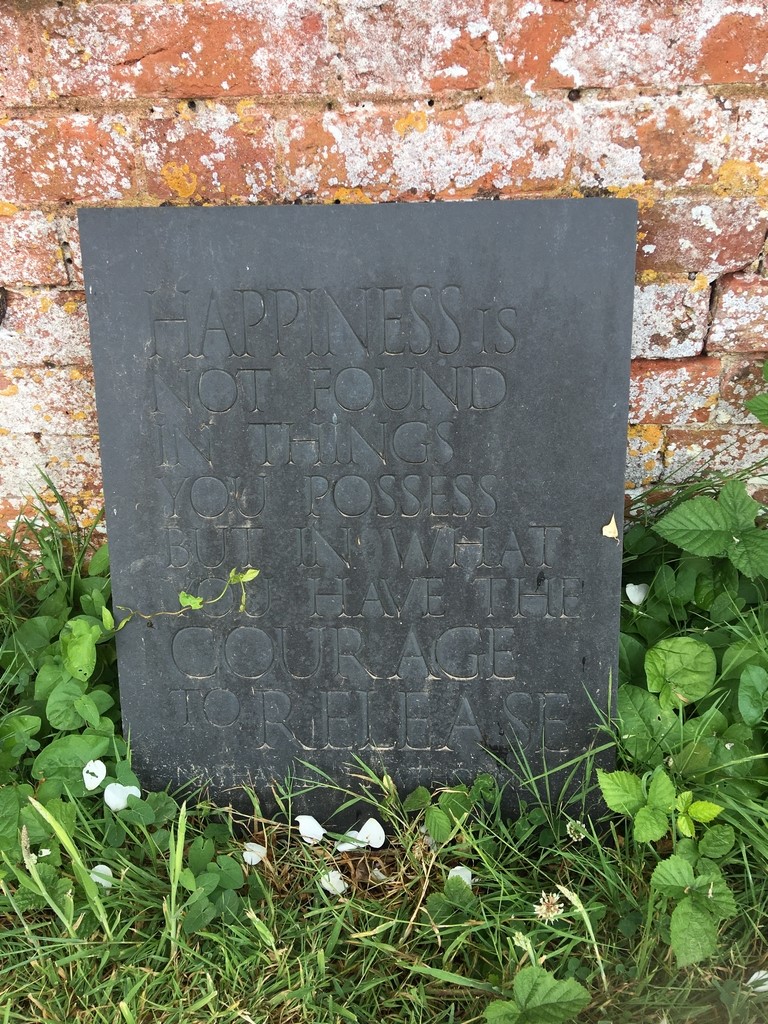 HAPPINESS IS
NOT FOUND
IN THINGS
YOU POSSESS
BUT IN WHAT
YOU HAVE THE
COURAGE
TO RELEASE